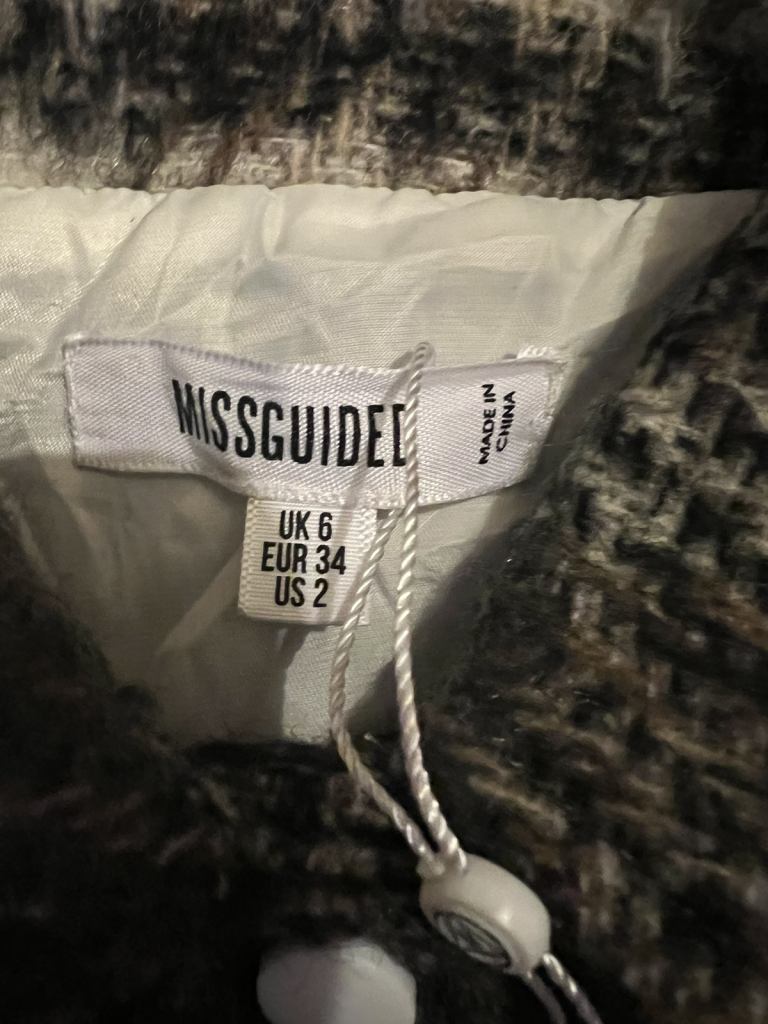 MISSGUIDED
MADE IN
CHINA
UK 6
EUR 34
US 2